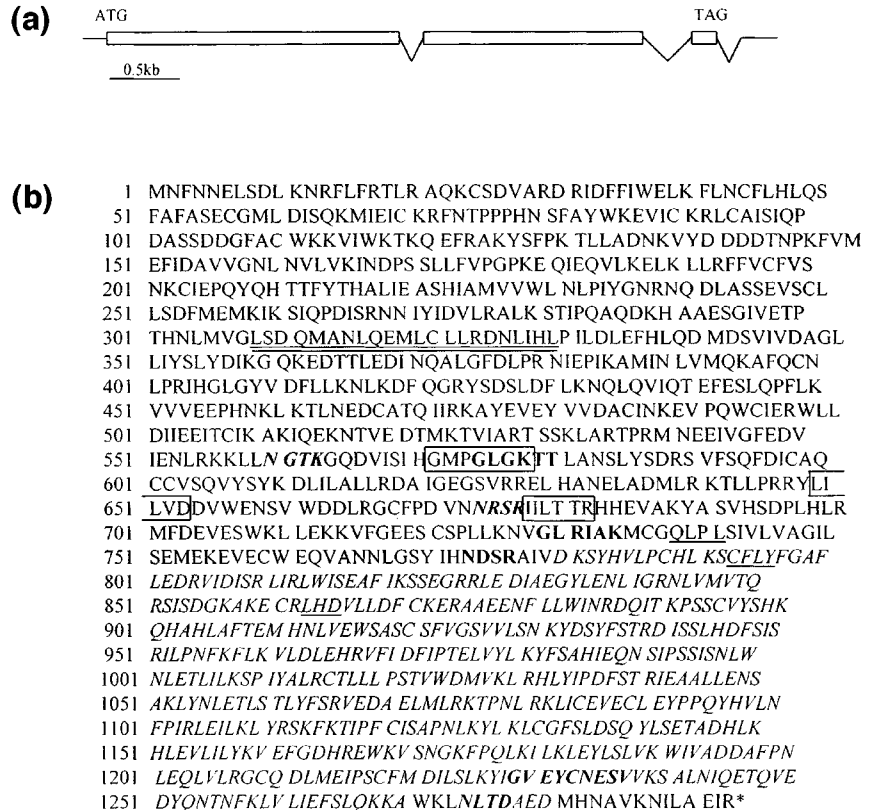 (a)
ATG TAG
0.5kb
(b)
1 MNFNNELSDL KNRFLFRTLR AQKCSDVARD RIDFFIWELK FLNCFLHLQS
51 FAFASECGML DISQKMIEIC KRFNTPPPHN SFAYWKEVIC KRLCAISIQP
101 DASSDDGFAC WKKVIWKTKQ EFRAKYSFPK TLLADNKVYD DDDTNPKFVM
151 EFIDAVVGNL NVLVKINDPS SLLFVPGPKE QIEQVLKELK LLRFFVCFVS
201 NKCIEPQYQH TTFYTHALIE ASHIAMVVWL NLPIYGNRNQ DLASSEVSCL
251 LSDFMEMKIK SIQPDISRNN IYIDVLRALK STIPQAQDKH AAESGIVETP
301 THNLMVGLSD QMANLQEMLC LLRDNLIHLP ILDLEFHLQD MDSVIVDAGL
351 LIYSLYDIKG QKEDTTLEDI NQALGFDLPR NIEPIKAMIN LVMQKAFQCN
401 LPRIHGLGYV DFLLKNLKDF QGRYSDSLDF LKNQLQVIQT EFESLQPFLK
451 VVVEEPHNKL KTLNEDCATQ IIRKAYEVEY VVDACINKEV PQWCIERWLL
501 DIIEEITCIK AKIQEKNTVE DTMKTVIART SSKLARTPRM NEEIVGFEDV
551 IENLRKKLLN GTKGQDVISI HGMPGLGKTT LANSLYSDRS VFSQFDICAQ
601 CCVSQVYSYK DLILALLRDA IGEGSVRREL HANELADMLR KTLLPRRYLI
651 LVDDVWENSV WDDLRGCFPD VNNRSRIILT TRHHEVAKYA SVHSDPLHLR
701 MFDEVESWKL LEKKVFGEES CSPLLKNVGL RIAKMCGQLP LSIVLVAGIL
751 SEMEKEVECW EQVANNLGSY IHNDSRAIVD KSYHVLPCHL KSCFLYFGAF
801 LEDRVIDISR LIRLWISEAF IKSSEGRRLE DIAEGYLENL IGRNLVMVTQ
851 RSISDGKAKE CRLHDVLLDF CKERAAEENF LLWINRDQIT KPSSCVYSHK
901 QHAHLAFTEM HNLVEWSASC SFVGSVVLSN KYDSYFSTRD ISSLHDFSIS
951 RILPNFKFLK VLDLEHRVFI DFIPTELVYL KYFSAHIEQN SIPSSISNLW
1001 NLETLILKSP IYALRCTLLL PSTVWDMVKL RHLYIPDFST RIEAALLENS
1051 AKLYNLETLS TLYFSRVEDA ELMLRKTPNL RKLICEVECL EYPPQYHVLN
1101 FPIRLEILKL YRSKFKTIPF CISAPNLKYL KLCGFSLDSQ YLSETADHLK
1151 HLEVLILYKV EFGDHREWKV SNGKFPQLKI LKLEYLSLVK WIVADDAFPN
1201 LEQLVLRGCQ DLMEIPSCFM DILSLKYIGV EYCNESVVKS ALNIQETQVE
1251 DYQNTNFKLV LIEFSLQKKA WKLNLTDAED MHNAVKNILA EIR*